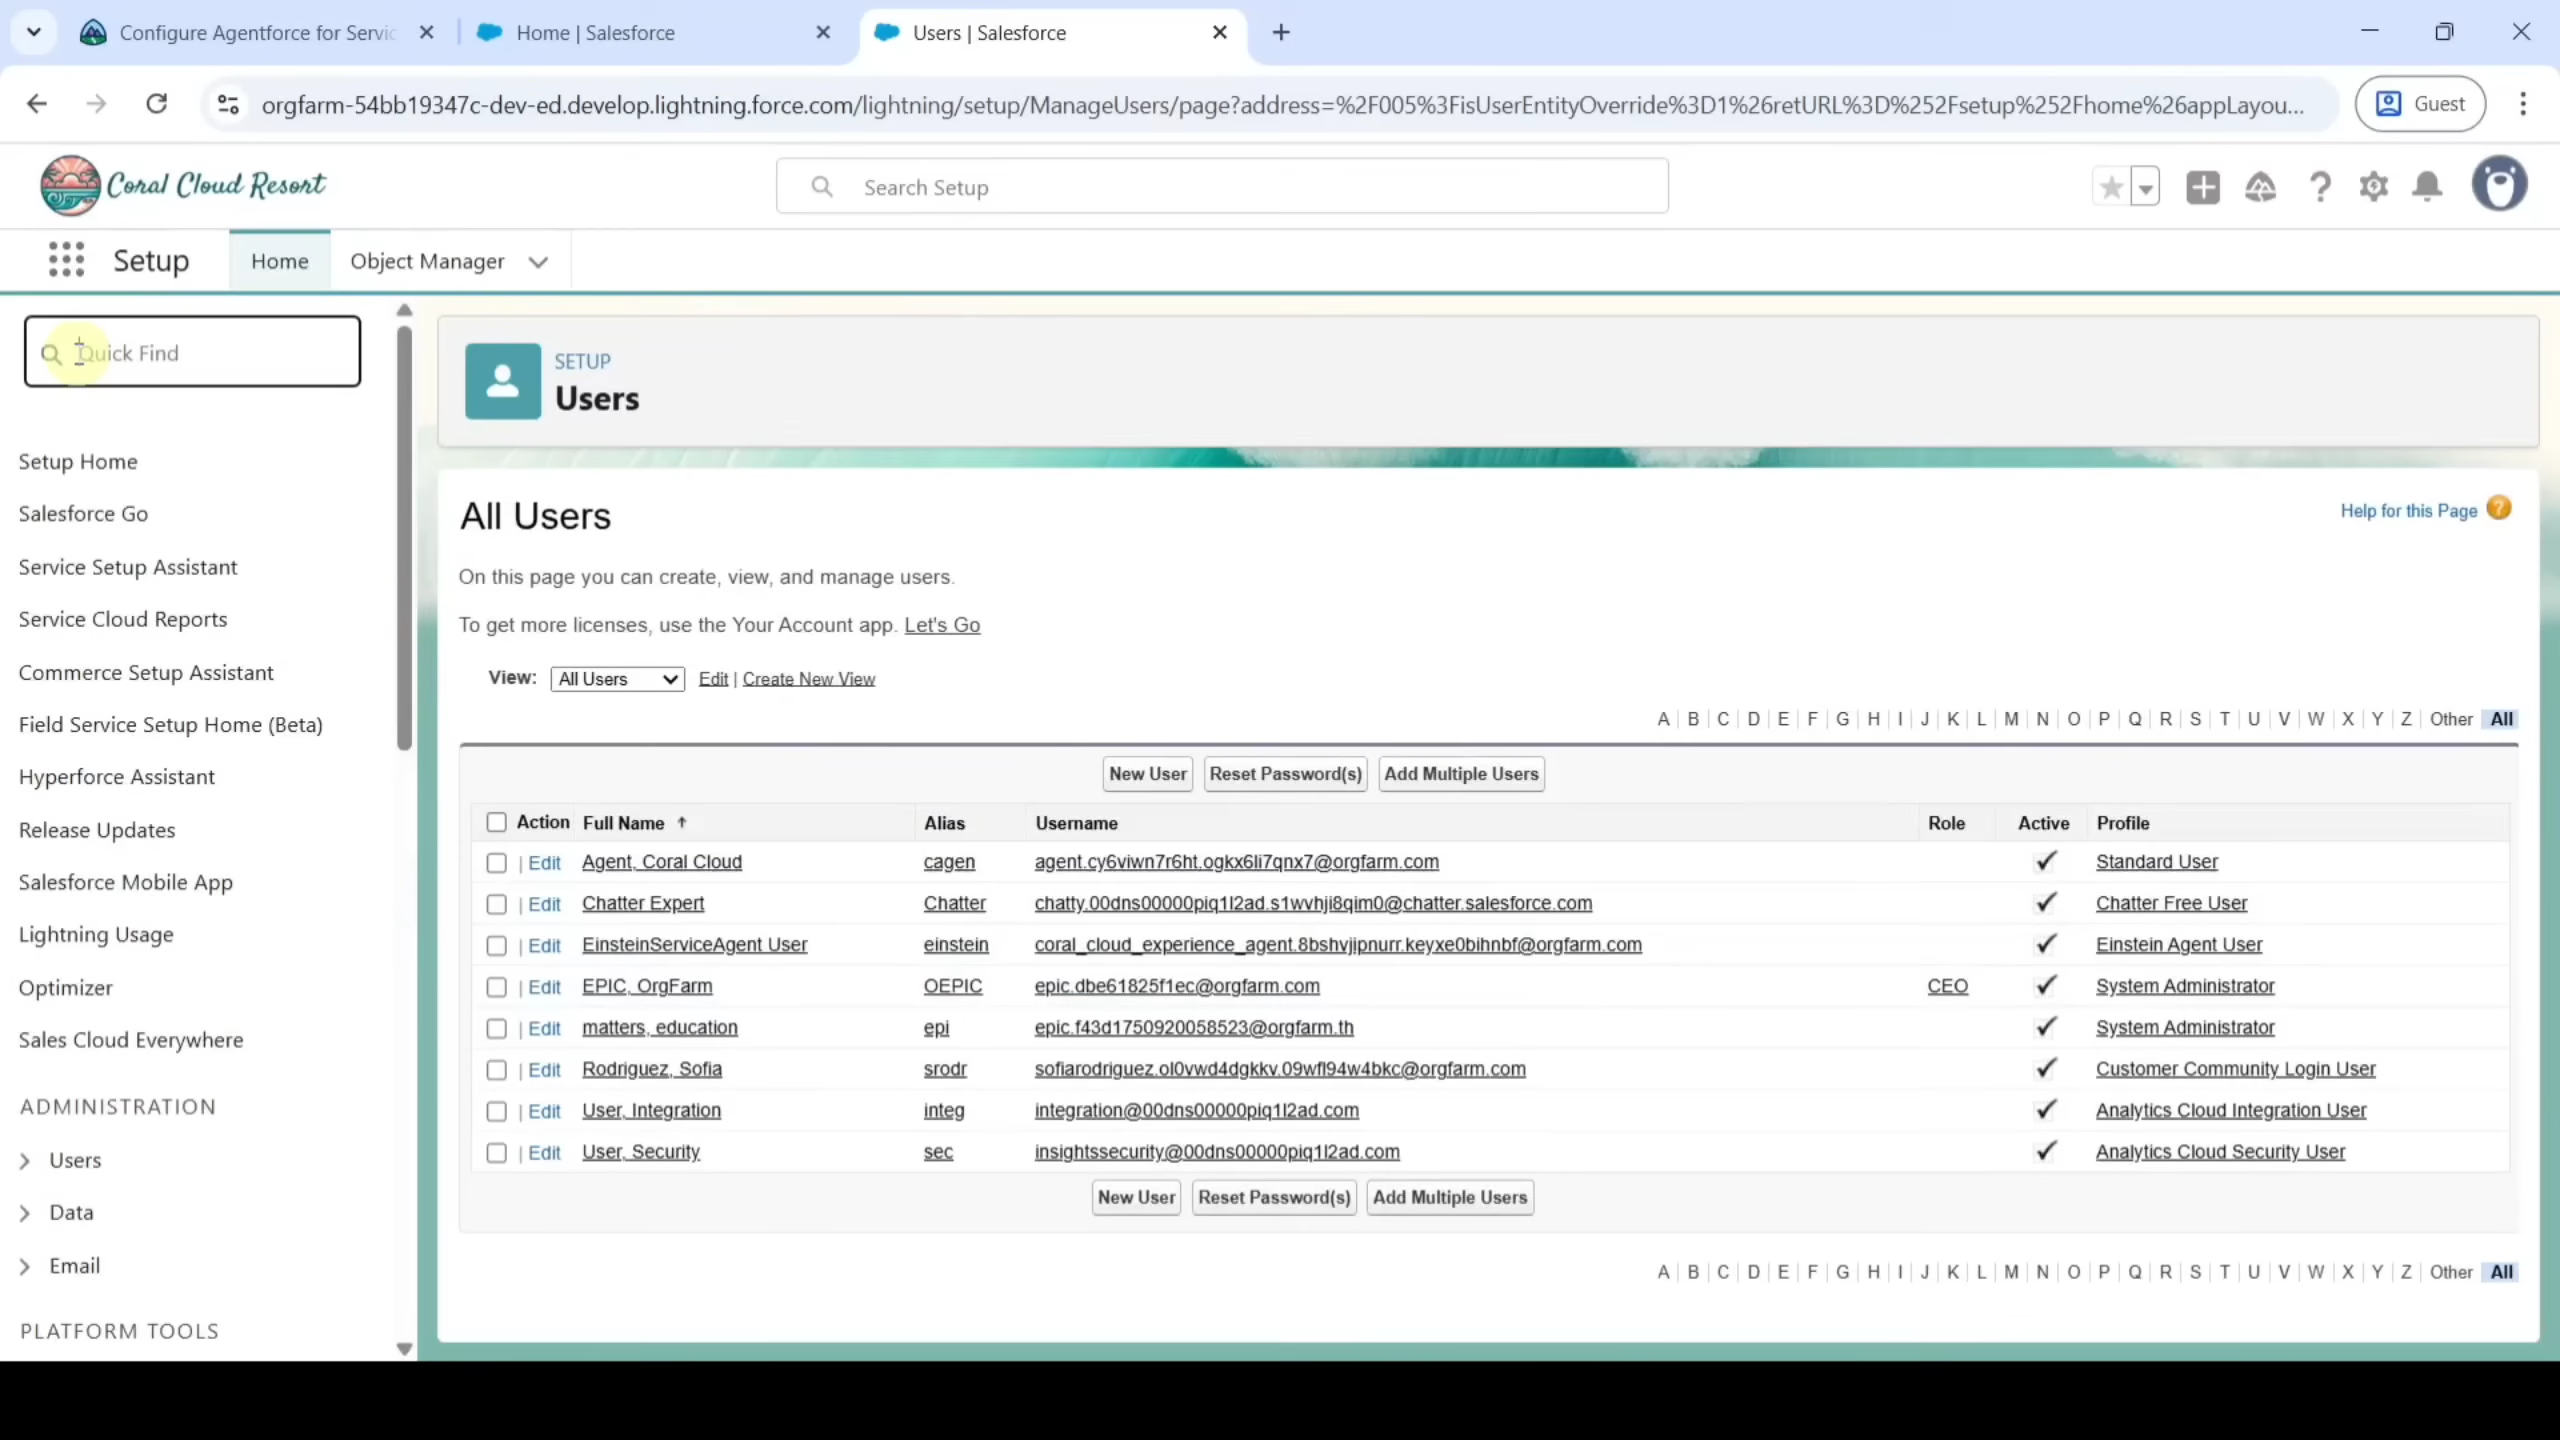 Configure Agentforce for Servic
Home | Salesforce
Users | Salesforce
orgfarm-54bb19347c-dev-ed.develop.lightning.force.com/lightning/setup/ManageUsers/page?address=%2F005%3FisUserEntityOverride%3D1%26retURL%3D%252Fsetup%252Fhome%26appLayou...
Guest
Coral Cloud Resort
Search Setup
Setup
Home
Object Manager
Quick Find
Setup Home
Salesforce Go
Service Setup Assistant
Service Cloud Reports
Commerce Setup Assistant
Field Service Setup Home (Beta)
Hyperforce Assistant
Release Updates
Salesforce Mobile App
Lightning Usage
Optimizer
Sales Cloud Everywhere
ADMINISTRATION
Users
Data
Email
PLATFORM TOOLS
SETUP
Users
All Users
Help for this Page ?
On this page you can create, view, and manage users.
To get more licenses, use the Your Account app. Let's Go
View: All Users Edit | Create New View
A | B | C | D | E | F | G | H | I | J | K | L | M | N | O | P | Q | R | S | T | U | V | W | X | Y | Z | Other | All
New User Reset Password(s) Add Multiple Users
Action Full Name ↑ Alias Username Role Active Profile
| Edit Agent, Coral Cloud cagen agent.cy6viwn7r6ht.ogkx6li7qnx7@orgfarm.com Standard User
| Edit Chatter Expert Chatter chatty.00dns00000piq1l2ad.s1wvhji8qim0@chatter.salesforce.com Chatter Free User
| Edit EinsteinServiceAgent User einstein coral_cloud_experience_agent.8bshvjipnurr.keyxe0bihnbf@orgfarm.com Einstein Agent User
| Edit EPIC, OrgFarm OEPIC epic.dbe61825f1ec@orgfarm.com CEO System Administrator
| Edit matters, education epi epic.f43d1750920058523@orgfarm.th System Administrator
| Edit Rodriguez, Sofia srodr sofiarodriguez.ol0vwd4dgkkv.09wfl94w4bkc@orgfarm.com Customer Community Login User
| Edit User, Integration integ integration@00dns00000piq1l2ad.com Analytics Cloud Integration User
| Edit User, Security sec insightssecurity@00dns00000piq1l2ad.com Analytics Cloud Security User
New User Reset Password(s) Add Multiple Users
A | B | C | D | E | F | G | H | I | J | K | L | M | N | O | P | Q | R | S | T | U | V | W | X | Y | Z | Other | All